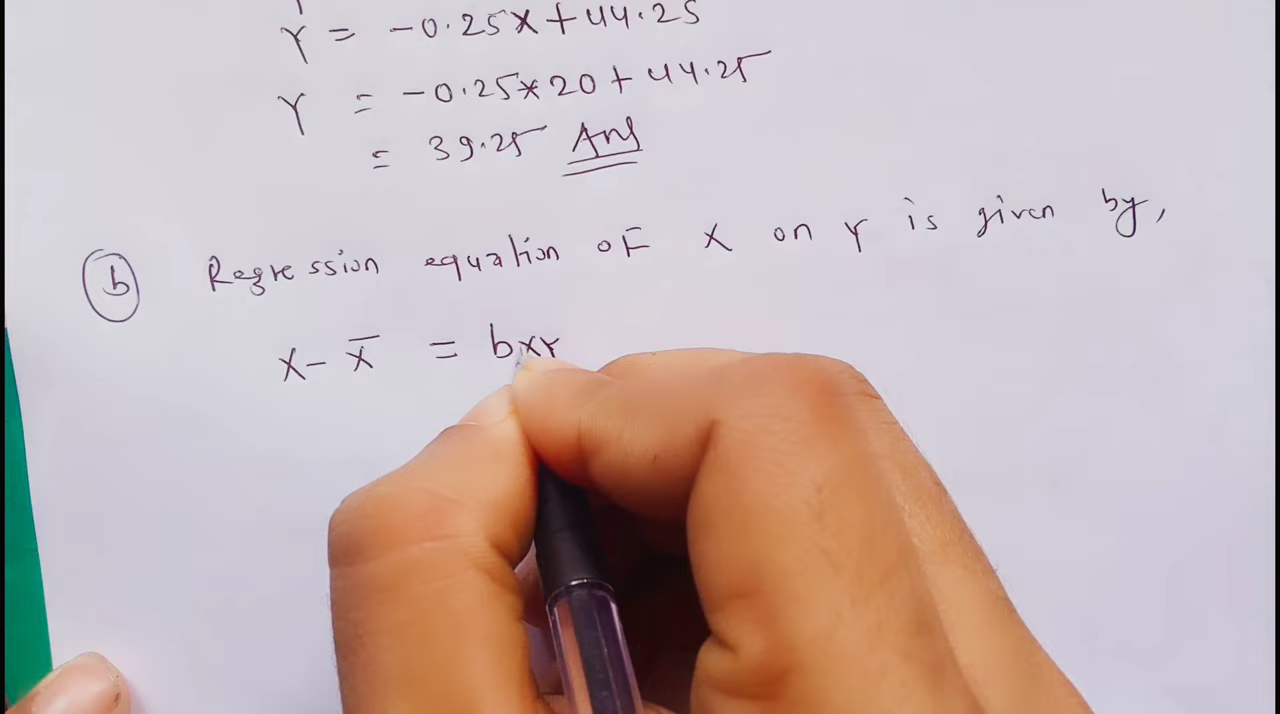 Y = -0.25X + 44.25
Y = -0.25*20 + 44.25
= 39.25 Ans
b Regression equation of X on Y is given by,
X - X̅ = bxy